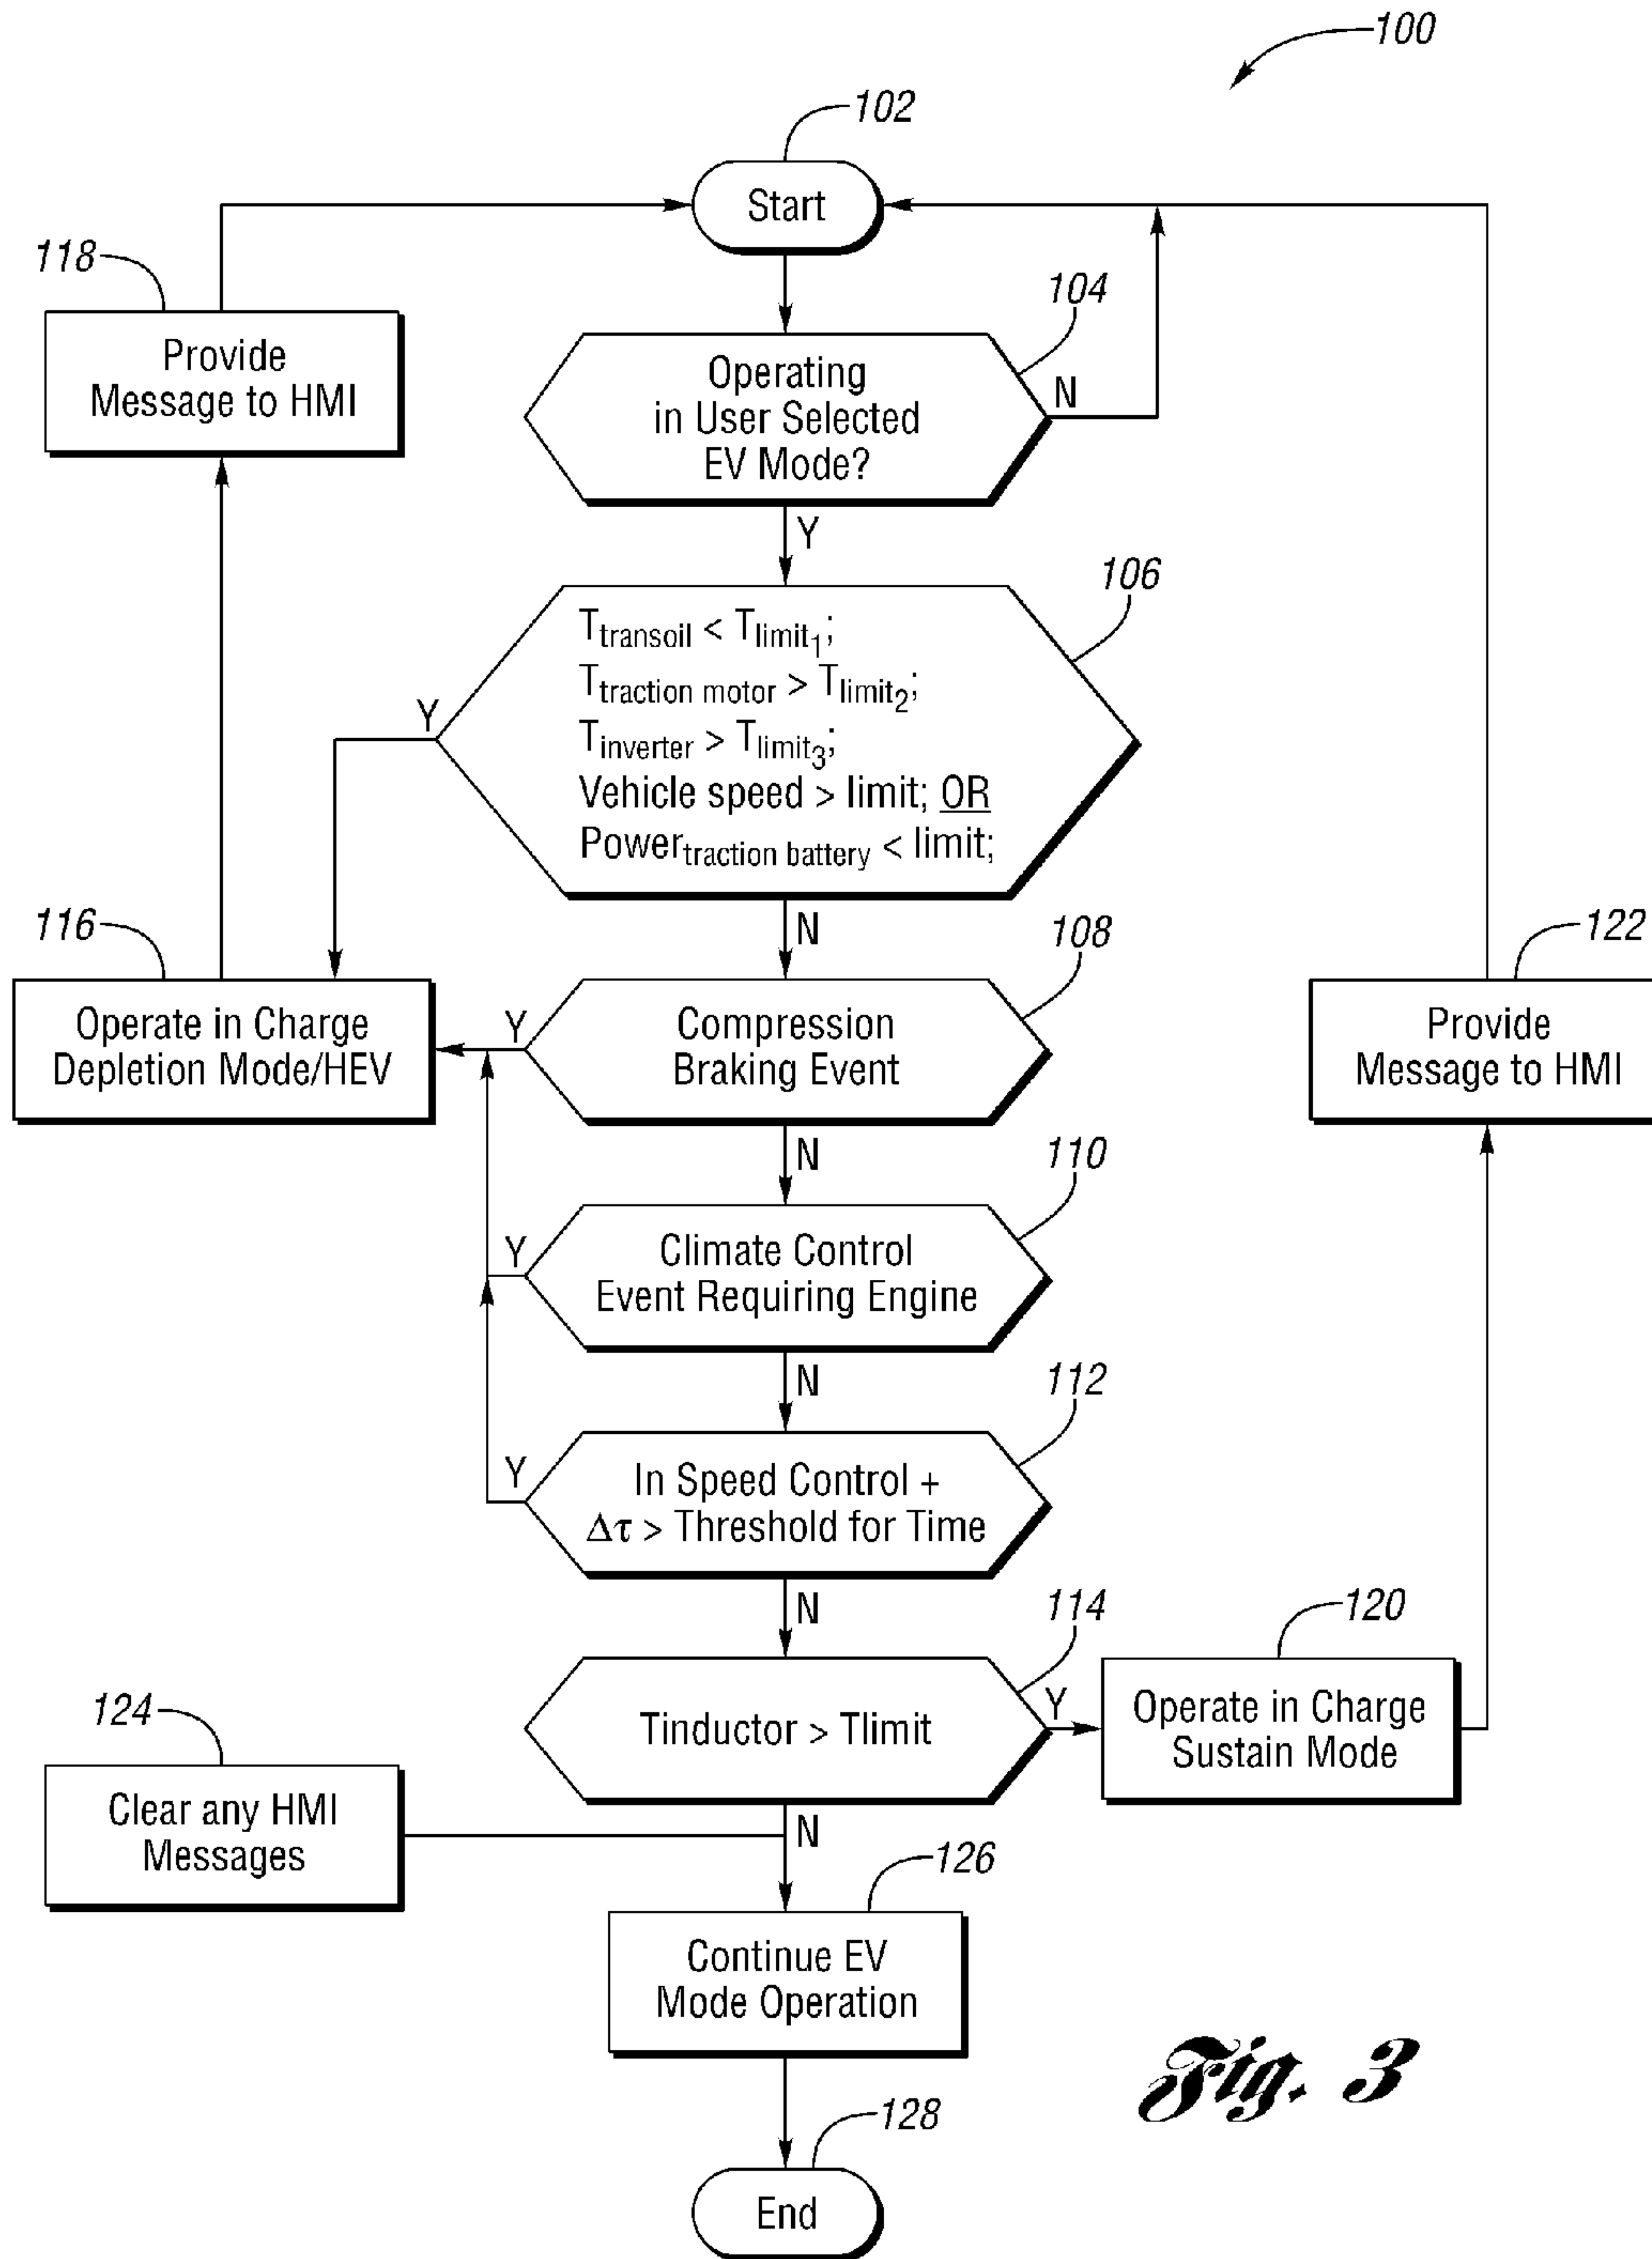 100
102
Start
118
Provide
Message to HMI
104
Operating
in User Selected
EV Mode?
N
Y
106
T_transoil < T_limit_1;
T_traction motor > T_limit_2;
T_inverter > T_limit_3;
Vehicle speed > limit; OR
Power_traction battery < limit;
Y
N
116
Operate in Charge
Depletion Mode/HEV
108
Compression
Braking Event
Y
N
122
Provide
Message to HMI
110
Climate Control
Event Requiring Engine
Y
N
112
In Speed Control +
Δτ > Threshold for Time
Y
N
114
Tinductor > Tlimit
Y
N
120
Operate in Charge
Sustain Mode
124
Clear any HMI
Messages
126
Continue EV
Mode Operation
128
End
Fig. 3